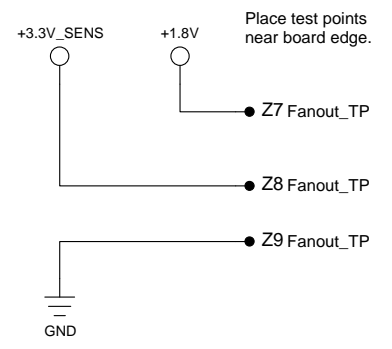 Place test points
near board edge.
+3.3V_SENS
+1.8V
Z7 Fanout_TP
Z8 Fanout_TP
Z9 Fanout_TP
GND